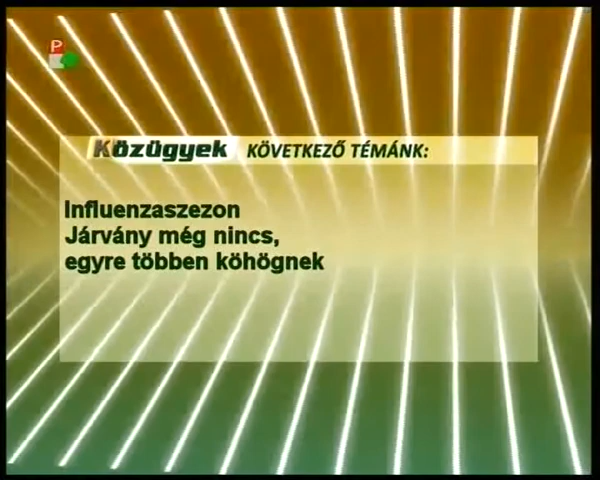 P
Közügyek KÖVETKEZŐ TÉMÁNK:
Influenzaszezon
Járvány még nincs,
egyre többen köhögnek